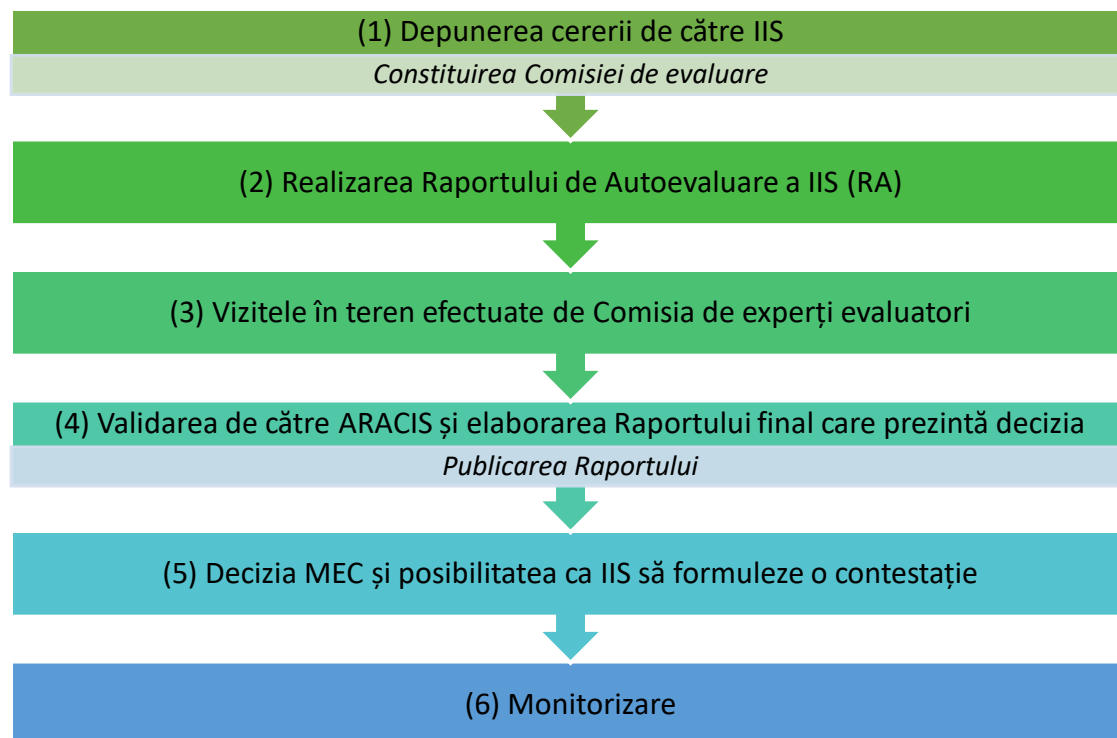 (1) Depunerea cererii de către IIS
Constituirea Comisiei de evaluare
(2) Realizarea Raportului de Autoevaluare a IIS (RA)
(3) Vizitele în teren efectuate de Comisia de experți evaluatori
(4) Validarea de către ARACIS și elaborarea Raportului final care prezintă decizia
Publicarea Raportului
(5) Decizia MEC și posibilitatea ca IIS să formuleze o contestație
(6) Monitorizare